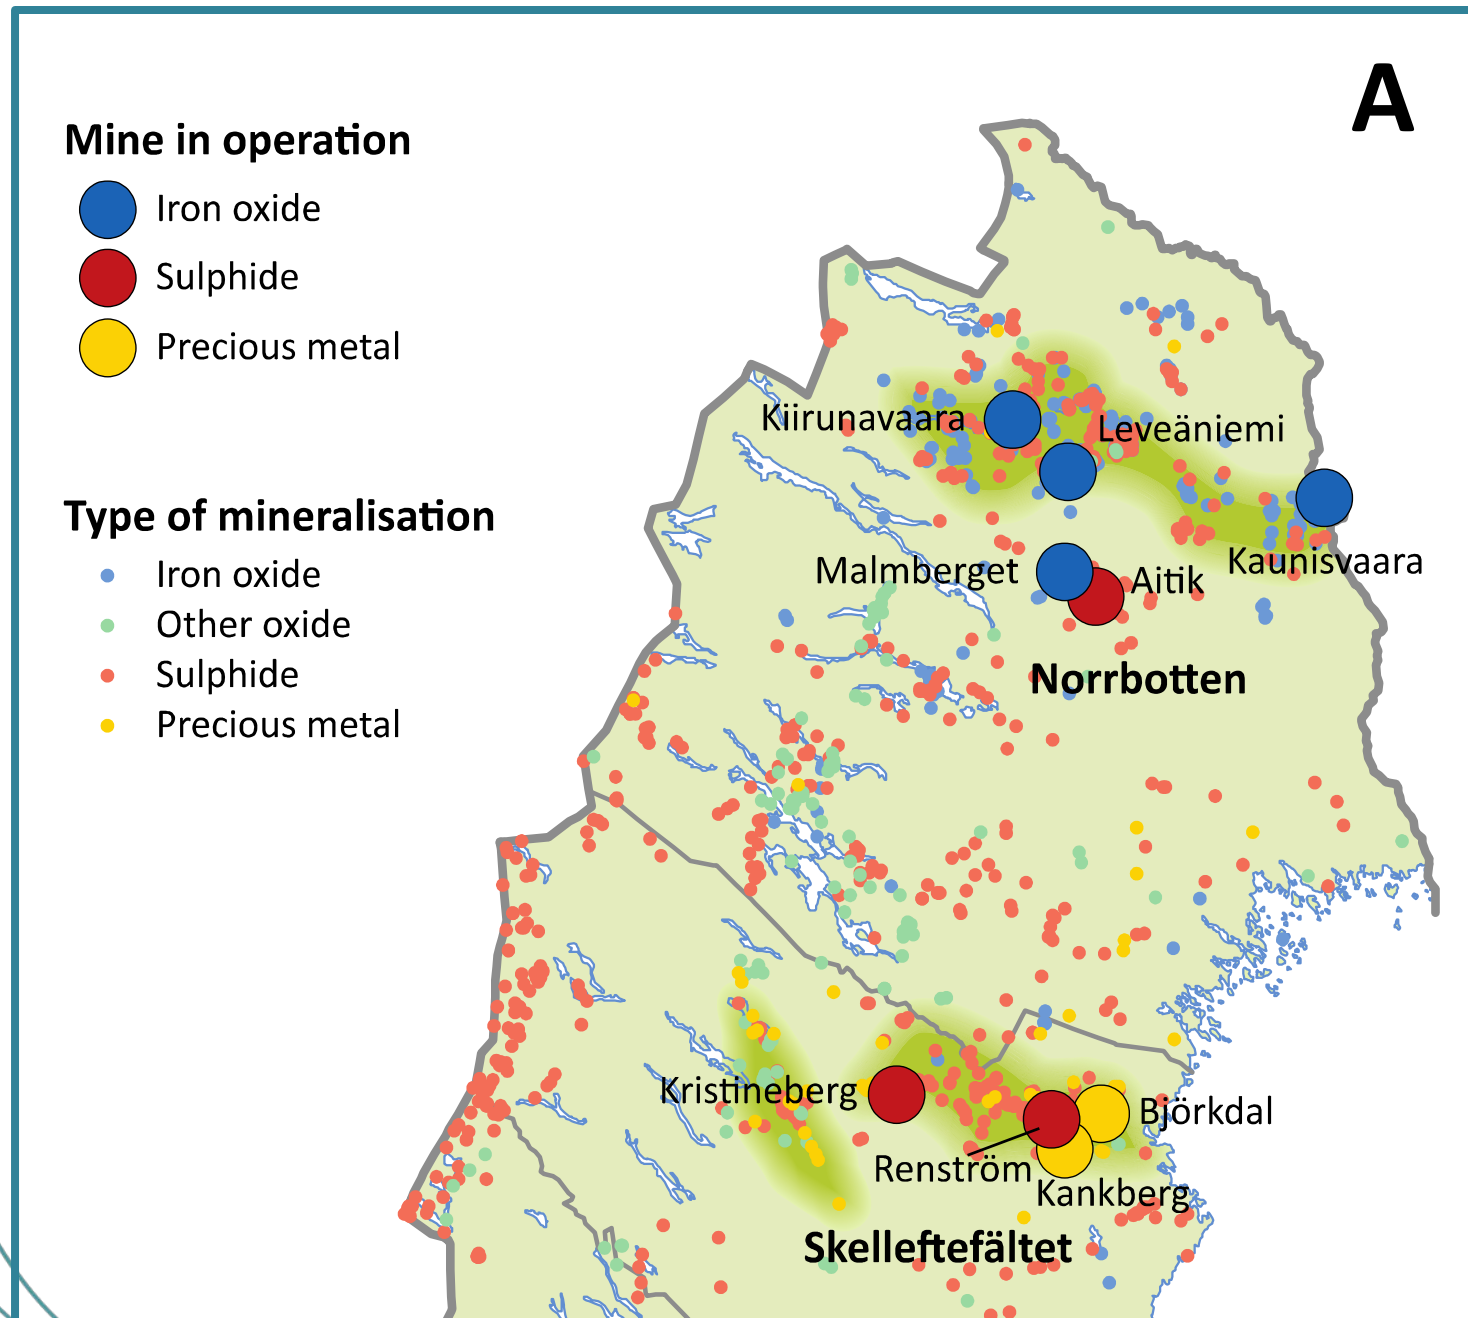 A
Mine in operation
Iron oxide
Sulphide
Precious metal
Type of mineralisation
Iron oxide
Other oxide
Sulphide
Precious metal
Kiirunavaara
Leveäniemi
Kaunisvaara
Malmberget
Aitik
Norrbotten
Kristineberg
Björkdal
Renström
Kankberg
Skelleftefältet